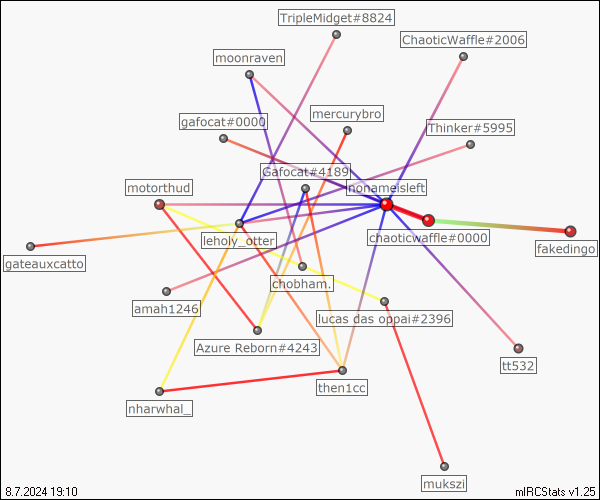 TripleMidget#8824
ChaoticWaffle#2006
moonraven
mercurybro
gafocat#0000
Thinker#5995
Gafocat#4189
nonameisleft
motorthud
chaoticwaffle#0000
leholy_otter
fakedingo
gateauxcatto
chobham.
amah1246
lucas das oppai#2396
Azure Reborn#4243
tt532
then1cc
nharwhal_
mukszi
8.7.2024 19:10
mIRCStats v1.25